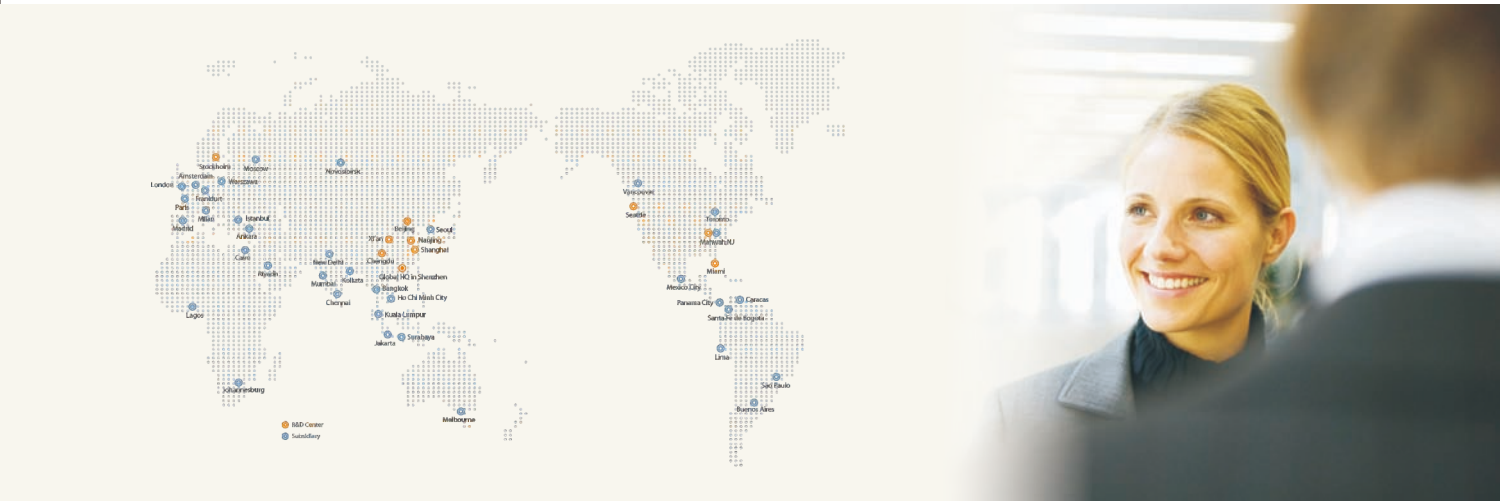 Stockholm
Moscow
Novosibirsk
Amsterdam
Warszawa
London
Frankfurt
Paris
Milan
Madrid
Istanbul
Ankara
Cairo
Riyadh
Lagos
Johannesburg
Beijing
Seoul
Xi'an
Nanjing
Shanghai
Chengdu
Global HQ in Shenzhen
New Delhi
Mumbai
Kolkata
Chennai
Bangkok
Ho Chi Minh City
Kuala Lumpur
Jakarta
Surabaya
Melbourne
Vancouver
Seattle
Toronto
Mahwah,NJ
Miami
Mexico City
Panama City
Caracas
Santa Fe de Bogota
Lima
Sao Paulo
Buenos Aires
R&D Center
Subsidiary